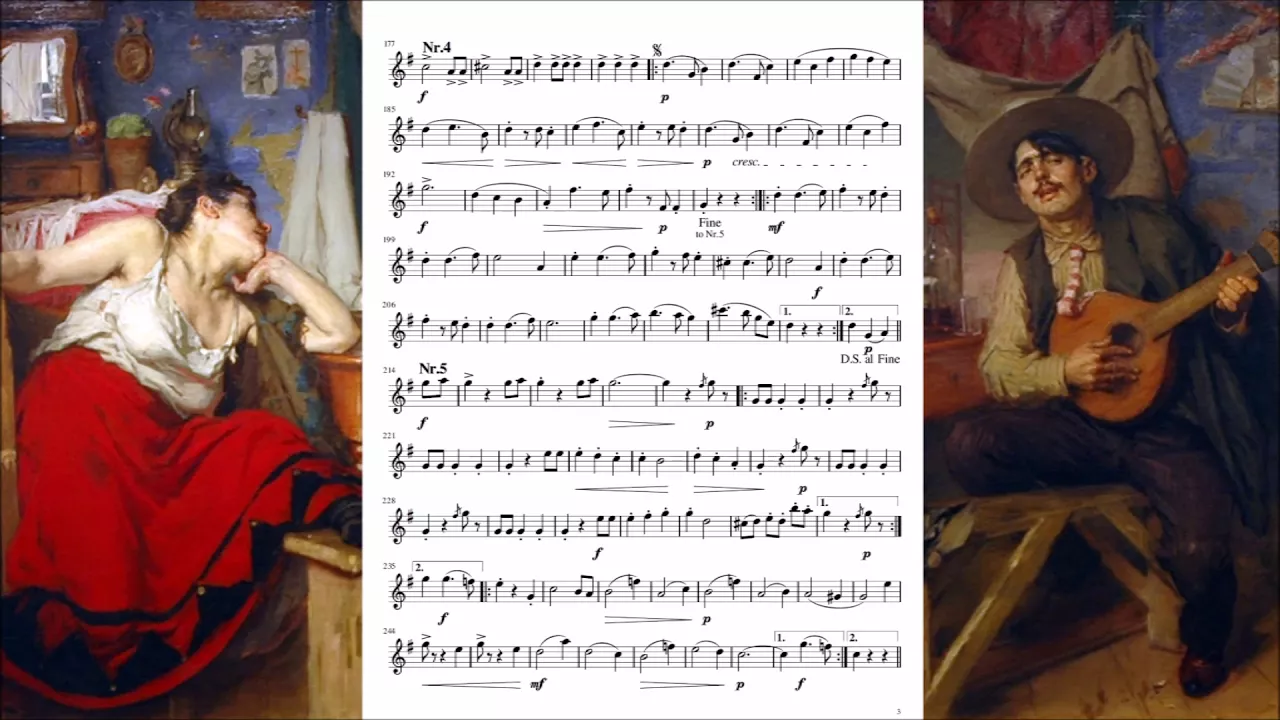 177
Nr.4
f
p
185
p cresc.
192
f
p
Fine
to Nr.5
mf
199
f
206
1. 2.
p
D.S. al Fine
214
Nr.5
f
p
221
p
228
1.
f
p
235
2.
f
p
244
1. 2.
mf
p
f
3